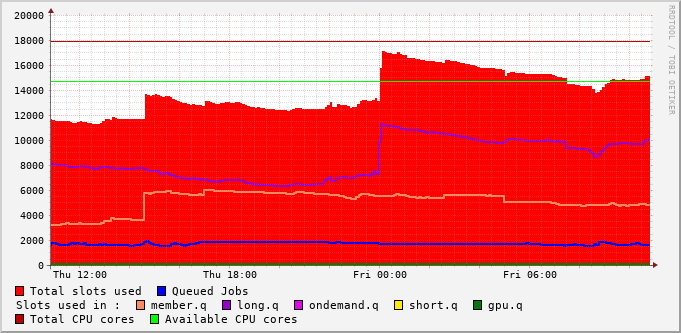 RRDTOOL / TOBI OETIKER
20000
18000
16000
14000
12000
10000
8000
6000
4000
2000
0
Thu 12:00 Thu 18:00 Fri 00:00 Fri 06:00
Total slots used Queued Jobs
Slots used in : member.q long.q ondemand.q short.q gpu.q
Total CPU cores Available CPU cores